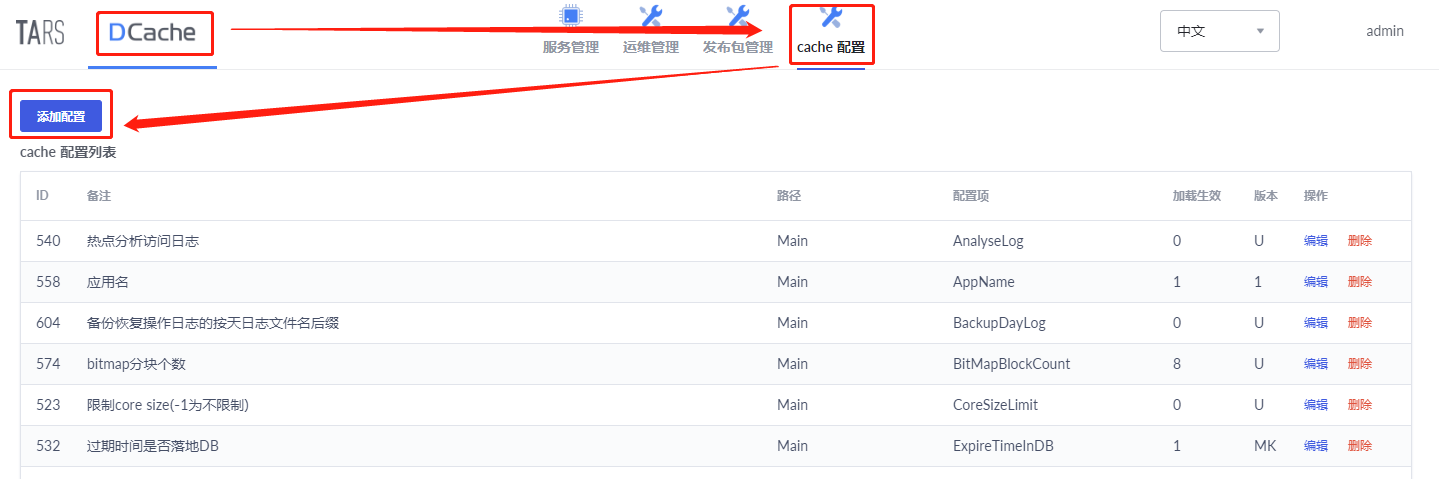 TARS DCache 服务管理 运维管理 发布包管理 cache 配置 中文 admin
添加配置
cache 配置列表
ID 备注 路径 配置项 加载生效 版本 操作
540 热点分析访问日志 Main AnalyseLog 0 U 编辑 删除
558 应用名 Main AppName 1 1 编辑 删除
604 备份恢复操作日志的按天日志文件名后缀 Main BackupDayLog 0 U 编辑 删除
574 bitmap分块个数 Main BitMapBlockCount 8 U 编辑 删除
523 限制core size(-1为不限制) Main CoreSizeLimit 0 U 编辑 删除
532 过期时间是否落地DB Main ExpireTimeInDB 1 MK 编辑 删除